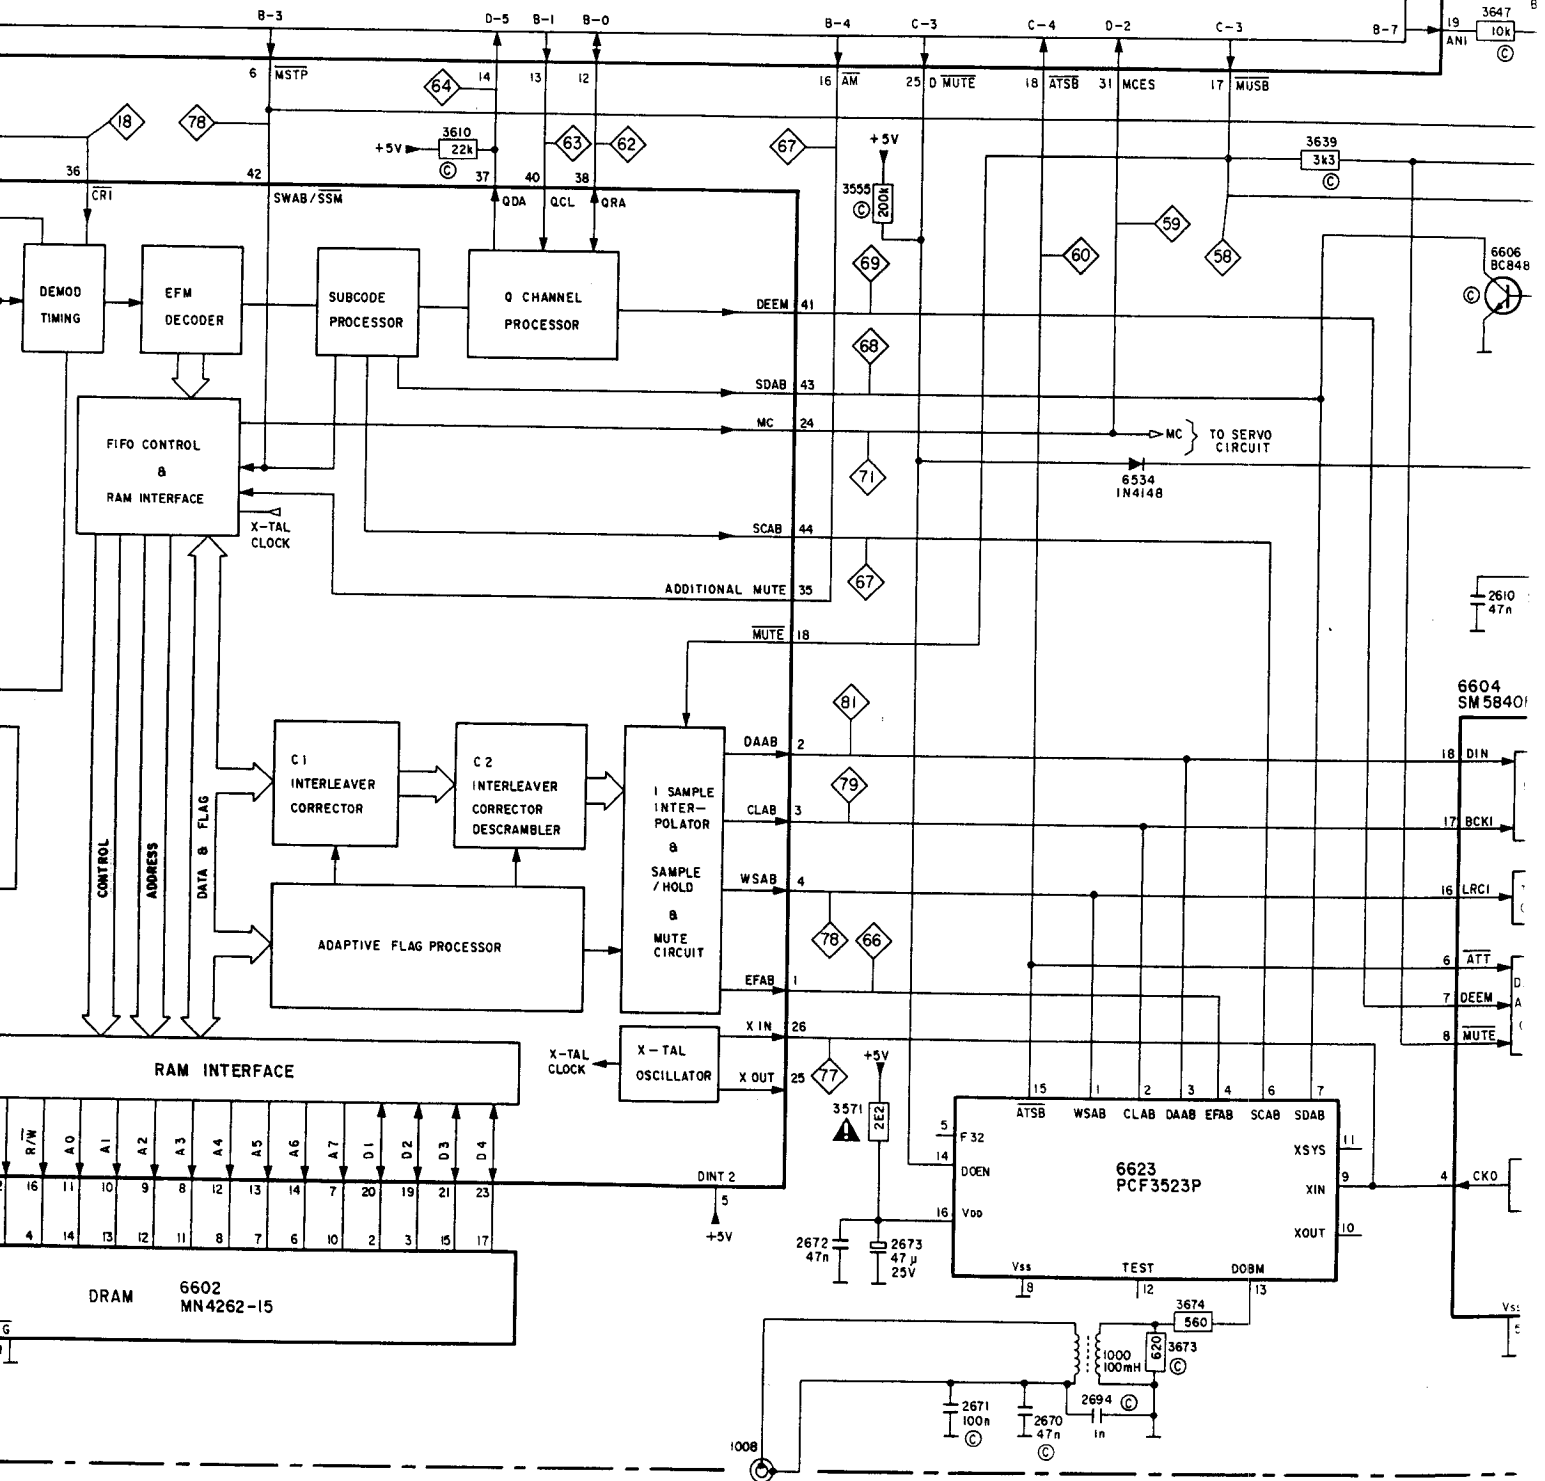 B-3
D-5 B-1 B-0
B-4 C-3 C-4 D-2 C-3
B-7
19 ANI
3647
10k
©
6 MSTP
14 13 12
16 AM
25 D MUTE
18 ATSB
31 MCES
17 MUSB
64
18
78
63
62
67
3610
+5V 22k
©
+5V
3555
200k
©
3639
3k3
©
36
CRI
42
SWAB/SSM
37 40 38
QDA QCL QRA
60
59
58
69
6606
BC848
©
DEMOD
TIMING
EFM
DECODER
SUBCODE
PROCESSOR
Q CHANNEL
PROCESSOR
DEEM 41
68
SDAB 43
MC 24
MC } TO SERVO
CIRCUIT
71
6534
1N4148
FIFO CONTROL
&
RAM INTERFACE
X-TAL
CLOCK
SCAB 44
67
ADDITIONAL MUTE 35
MUTE 18
2610
47n
81
79
6604
CONTROL
ADDRESS
DATA & FLAG
C1
INTERLEAVER
CORRECTOR
C2
INTERLEAVER
CORRECTOR
DESCRAMBLER
1 SAMPLE
INTER-
POLATOR
&
SAMPLE
/HOLD
&
MUTE
CIRCUIT
ADAPTIVE FLAG PROCESSOR
DAAB 2
CLAB 3
WSAB 4
EFAB 1
78 66
18 DIN
17 BCKI
16 LRCI
6 ATT
7 DEEM
8 MUTE
4 CKO
RAM INTERFACE
X-TAL
CLOCK
X-TAL
OSCILLATOR
X IN 26
X OUT 25
77
+5V
3571
2E2
R/W A0 A1 A2 A3 A4 A5 A6 A7 D1 D2 D3 D4
16 11 10 9 8 12 13 14 7 20 19 21 23
4 14 13 12 11 8 7 6 10 2 3 15 17
DINT 2
5
+5V
DRAM
6602
MN4262-15
G
15 1 2 3 4 6 7
ATSB WSAB CLAB DAAB EFAB SCAB SDAB
5 F32
14 DOEN
16 VDD
6623
PCF3523P
XSYS 11
XIN 9
XOUT 10
Vss
8
TEST
12
DOBM
13
2672
47n
2673
47µ
25V
3674
560
620
3673
©
1000
100mH
2671
100n
©
2670
47n
©
2694 ©
1n
1008